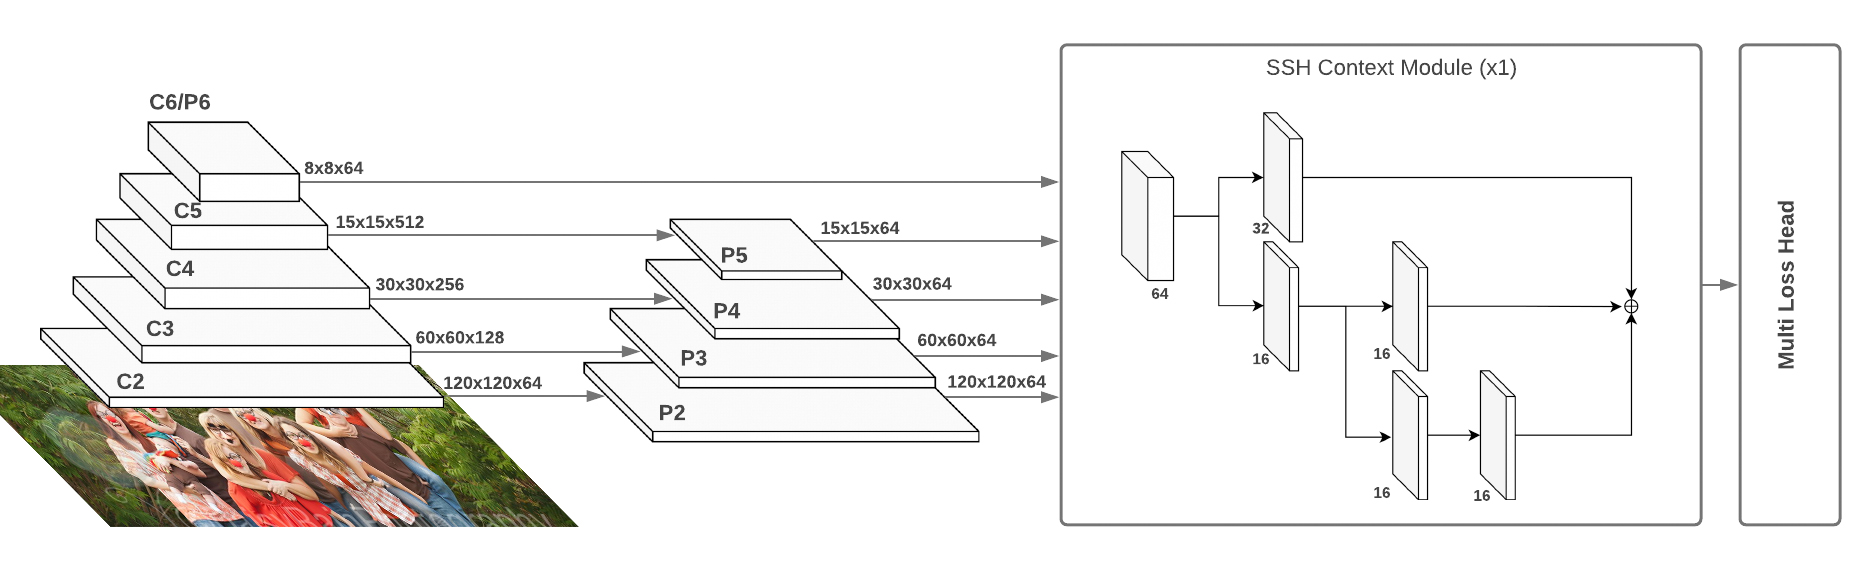 SSH Context Module (x1)
C6/P6
8x8x64
C5
15x15x512
C4
30x30x256
C3
60x60x128
C2
120x120x64
P5
15x15x64
P4
30x30x64
P3
60x60x64
P2
120x120x64
64
32
16
16
16
16
Multi Loss Head